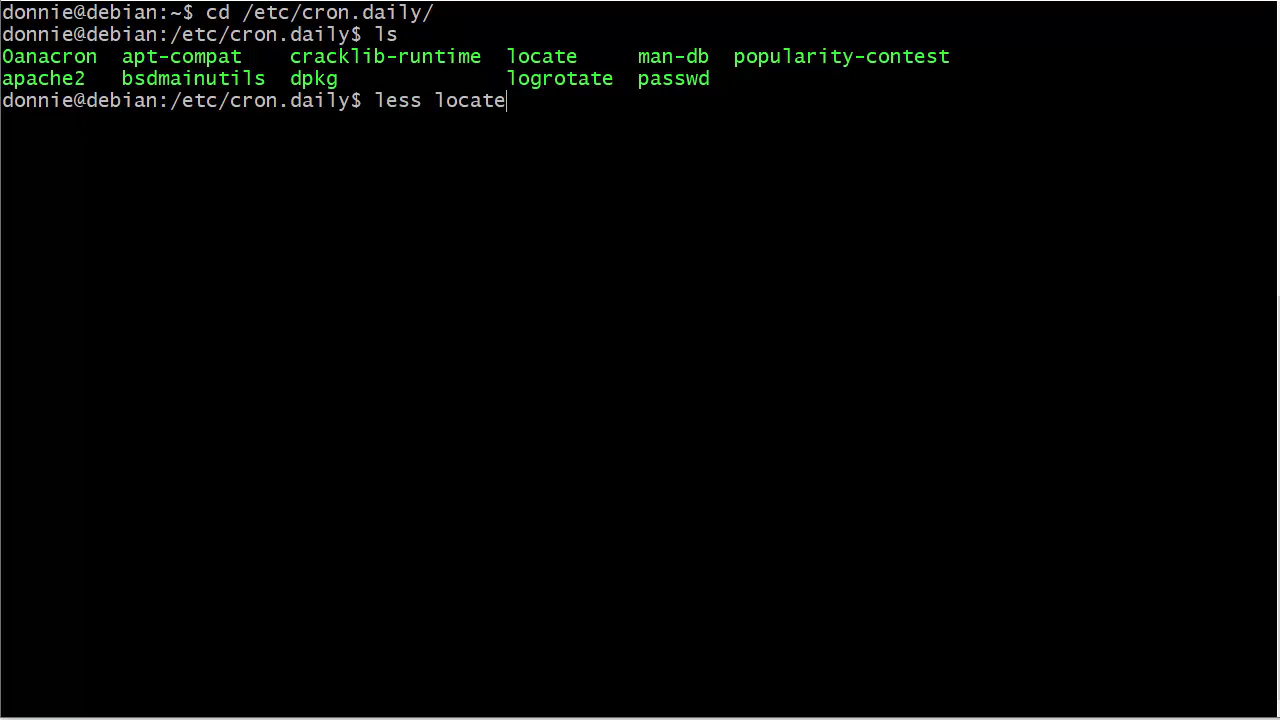 donnie@debian:~$ cd /etc/cron.daily/
donnie@debian:/etc/cron.daily$ ls
0anacron  apt-compat    cracklib-runtime  locate     man-db  popularity-contest
apache2   bsdmainutils  dpkg              logrotate  passwd
donnie@debian:/etc/cron.daily$ less locate